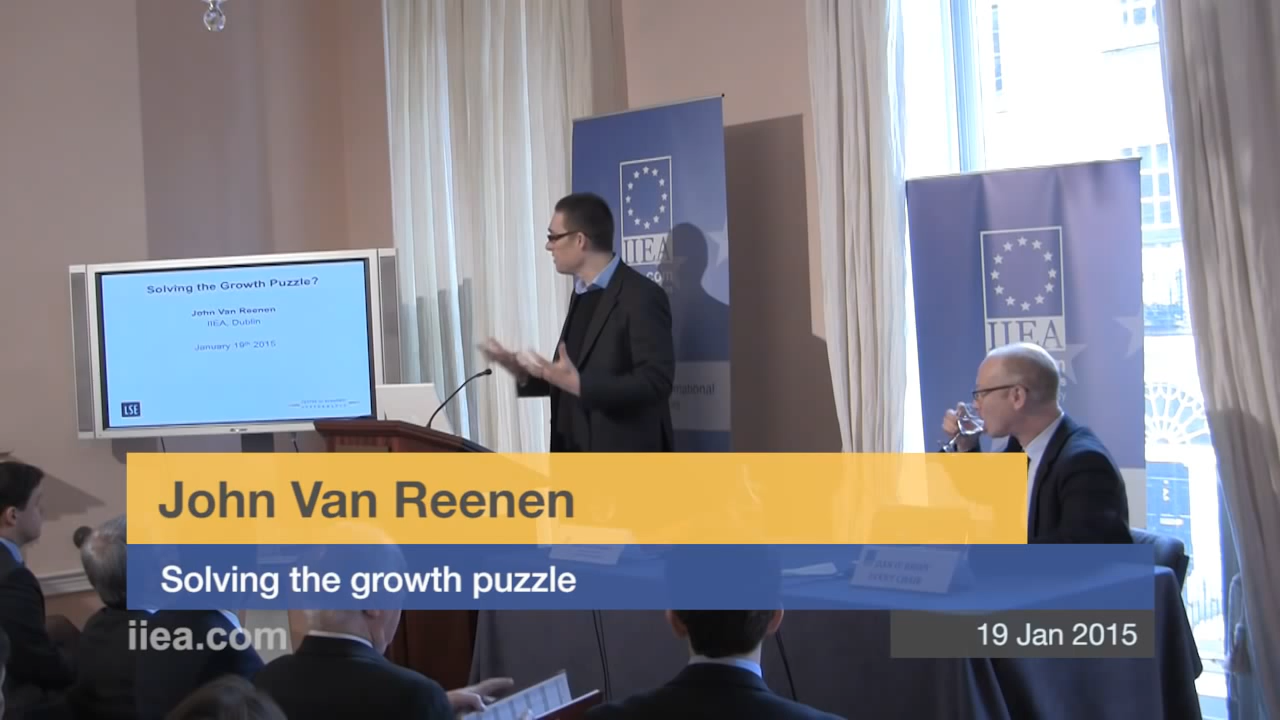 Solving the Growth Puzzle?
John Van Reenen
IIEA, Dublin
January 19th 2015
LSE
IIEA
.com
IIEA
John Van Reenen
Solving the growth puzzle
iiea.com
19 Jan 2015